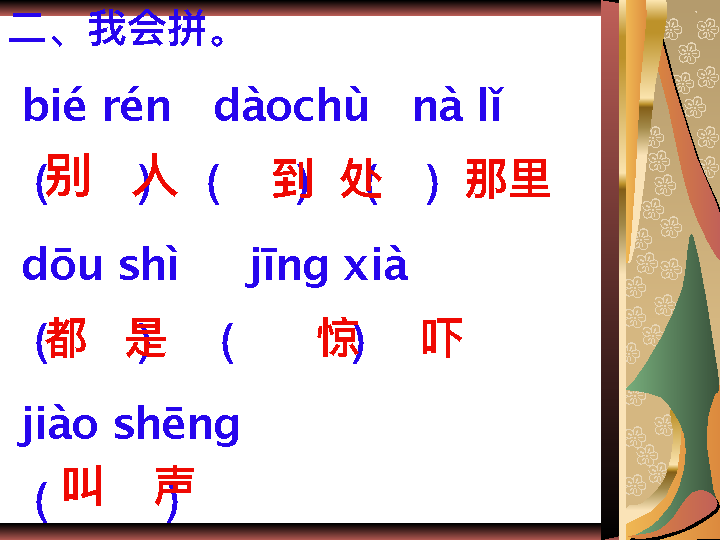 二、我会拼。
bié rén dàochù nà lǐ
(别 人) ( 到 处) ( ) 那里
dōu shì jīng xià
(都 是) ( 惊) 吓
jiào shēng
( 叫 声)